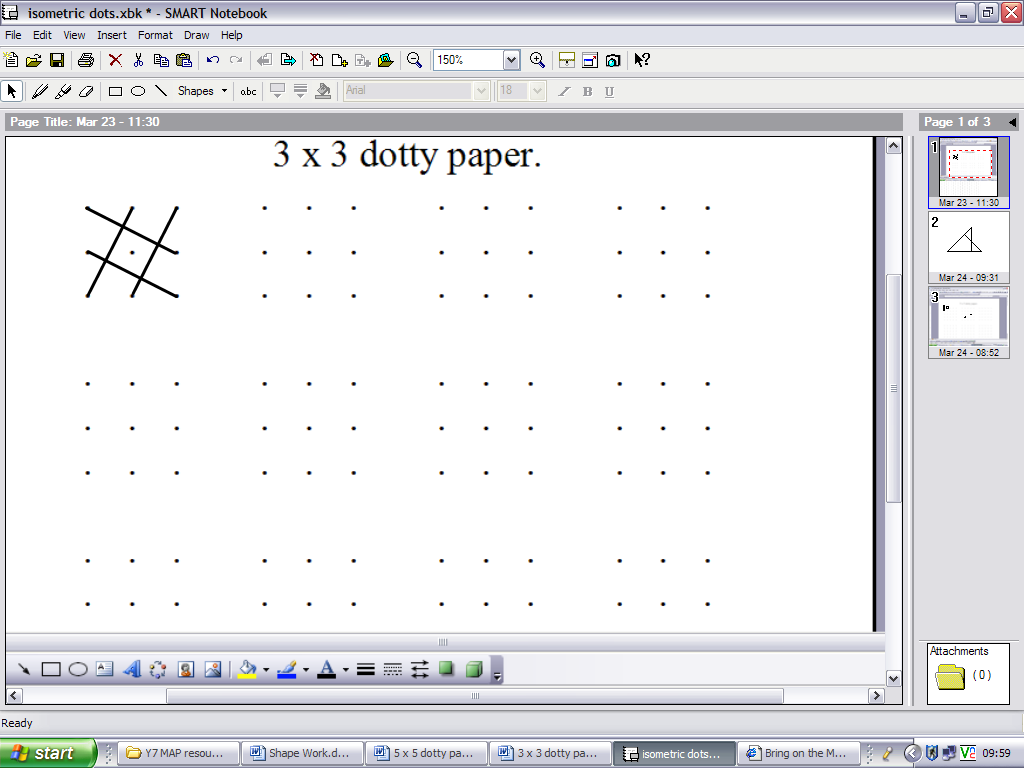 isometric dots.xbk * - SMART Notebook
File Edit View Insert Format Draw Help
150%
Shapes abc Arial 18 I B U
Page Title: Mar 23 - 11:30
Page 1 of 3
3 x 3 dotty paper.
1
Mar 23 - 11:30
2
Mar 24 - 09:31
3
Mar 24 - 08:52
Attachments
(0)
A A
Ready
start
Y7 MAP resou...
Shape Work.d...
5 x 5 dotty pa...
3 x 3 dotty pa...
isometric dots...
Bring on the M...
09:59